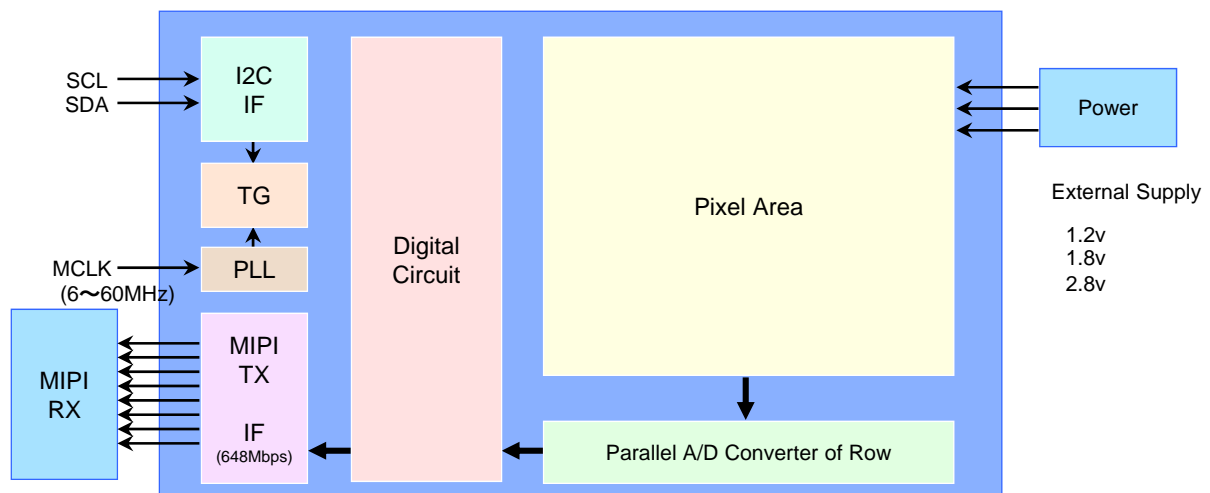 SCL
SDA
I2C
IF
TG
PLL
MCLK
(6～60MHz)
MIPI
RX
MIPI
TX
IF
(648Mbps)
Digital
Circuit
Pixel Area
Parallel A/D Converter of Row
Power
External Supply
1.2v
1.8v
2.8v